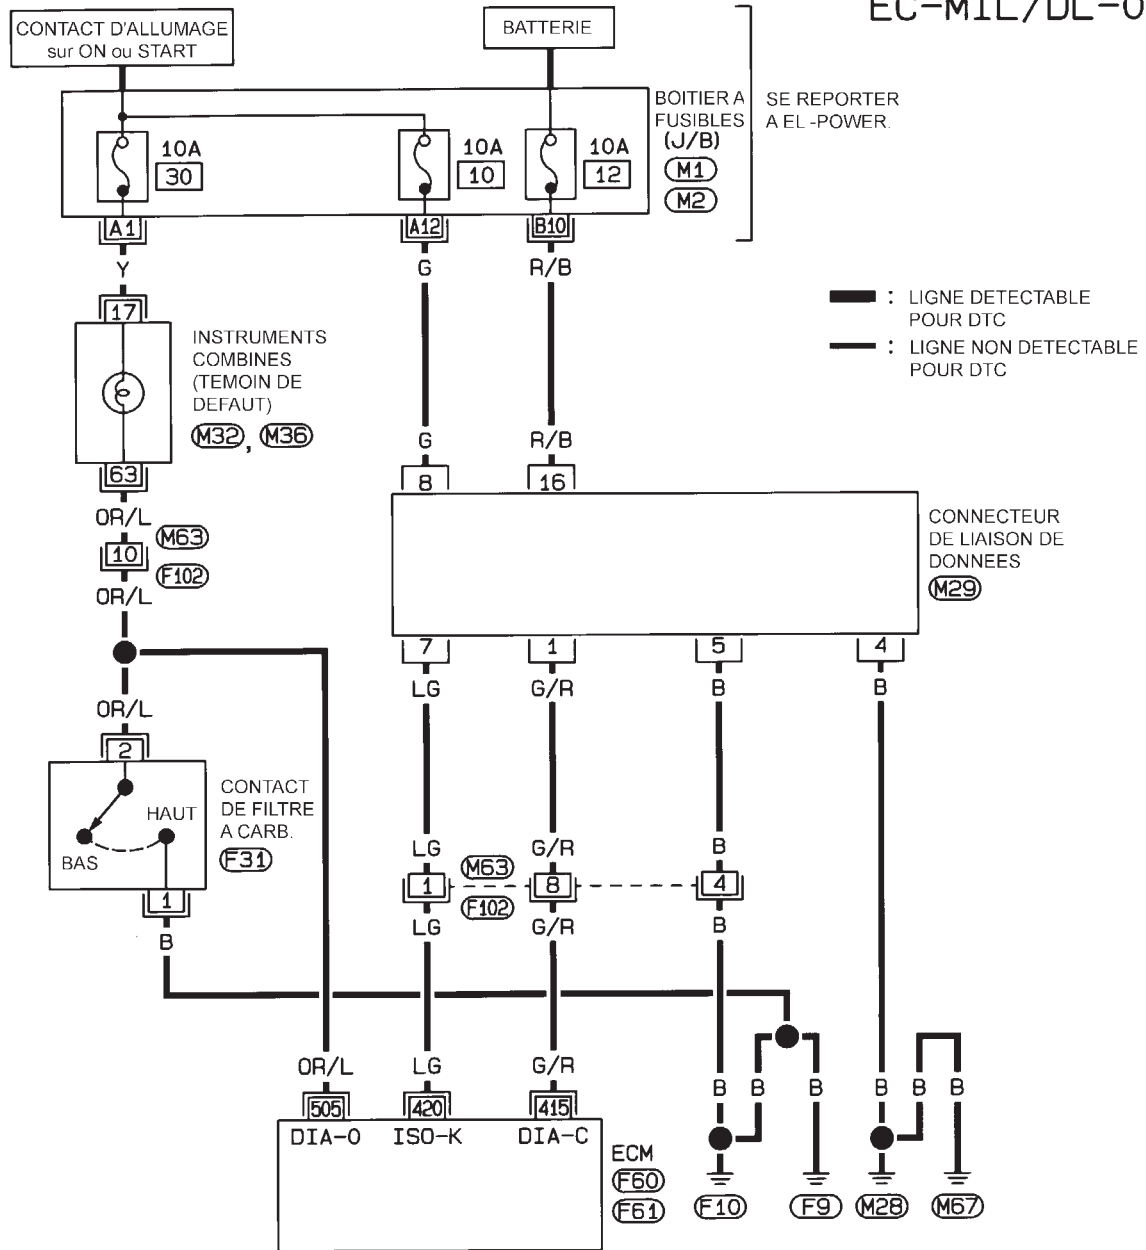 EC-MIL/DL-0
CONTACT D'ALLUMAGE
sur ON ou START
BATTERIE
BOITIER A
FUSIBLES
(J/B)
M1
M2
SE REPORTER
A EL -POWER.
10A
30
10A
10
10A
12
A1
A12
B10
Y
G
R/B
: LIGNE DETECTABLE
POUR DTC
: LIGNE NON DETECTABLE
POUR DTC
17
INSTRUMENTS
COMBINES
(TEMOIN DE
DEFAUT)
M32, M36
G
R/B
63
8
16
OR/L
M63
10
F102
OR/L
CONNECTEUR
DE LIAISON DE
DONNEES
M29
7
1
5
4
LG
G/R
B
B
OR/L
2
CONTACT
DE FILTRE
A CARB.
F31
HAUT
BAS
1
B
LG
G/R
B
M63
1
8
4
F102
LG
G/R
B
OR/L
LG
G/R
B
B
B
B
B
B
505
420
415
DIA-O
ISO-K
DIA-C
ECM
F60
F61
F10
F9
M28
M67